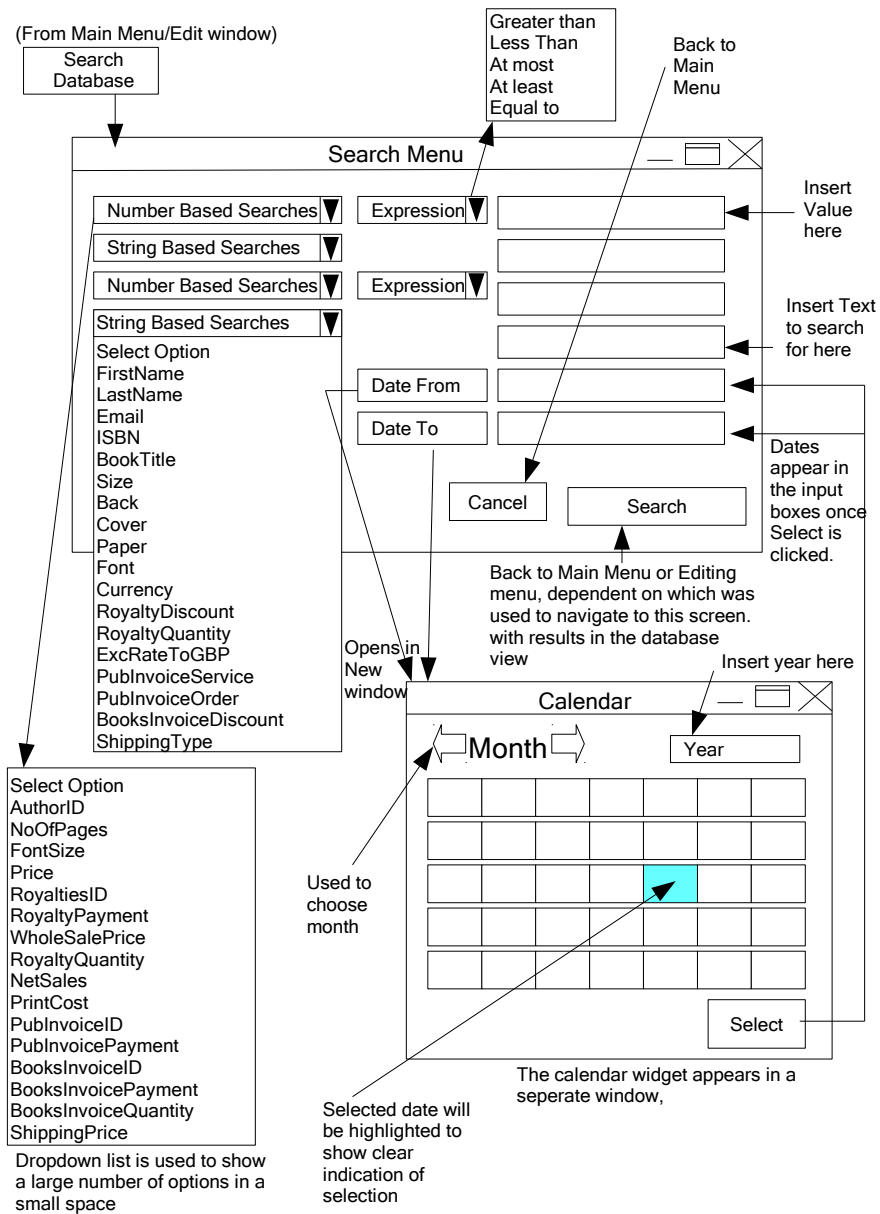 (From Main Menu/Edit window)
Search
Database
Greater than
Less Than
At most
At least
Equal to
Back to
Main
Menu
Search Menu
Number Based Searches
Expression
Insert
Value
here
String Based Searches
Number Based Searches
Expression
String Based Searches
Insert Text
to search
for here
Select Option
FirstName
LastName
Email
ISBN
BookTitle
Size
Back
Cover
Paper
Font
Currency
RoyaltyDiscount
RoyaltyQuantity
ExcRateToGBP
PubInvoiceService
PubInvoiceOrder
BooksInvoiceDiscount
ShippingType
Date From
Date To
Dates
appear in
the input
boxes once
Select is
clicked.
Cancel
Search
Back to Main Menu or Editing
menu, dependent on which was
used to navigate to this screen.
with results in the database
view
Opens in
New
window
Insert year here
Calendar
Month
Year
Select Option
AuthorID
NoOfPages
FontSize
Price
RoyaltiesID
RoyaltyPayment
WholeSalePrice
RoyaltyQuantity
NetSales
PrintCost
PubInvoiceID
PubInvoicePayment
BooksInvoiceID
BooksInvoicePayment
BooksInvoiceQuantity
ShippingPrice
Used to
choose
month
Select
The calendar widget appears in a
seperate window,
Selected date will
be highlighted to
show clear
indication of
selection
Dropdown list is used to show
a large number of options in a
small space